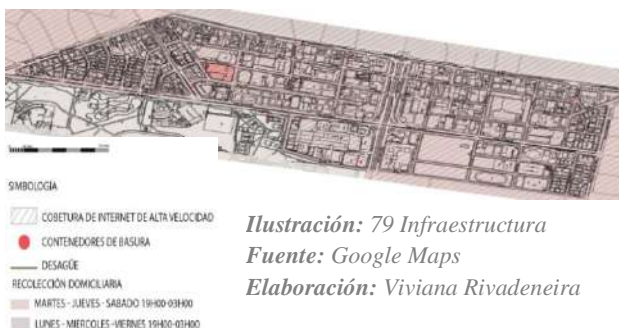 SIMBOLOGÍA
COBETURA DE INTERNET DE ALTA VELOCIDAD
CONTENEDORES DE BASURA
DESAGÜE
RECOLECCIÓN DOMICILIARIA
MARTES - JUEVES - SABADO 19H00-03H00
LUNES - MIERCOLES -VIERNES 19H00-03H00
Ilustración: 79 Infraestructura
Fuente: Google Maps
Elaboración: Viviana Rivadeneira